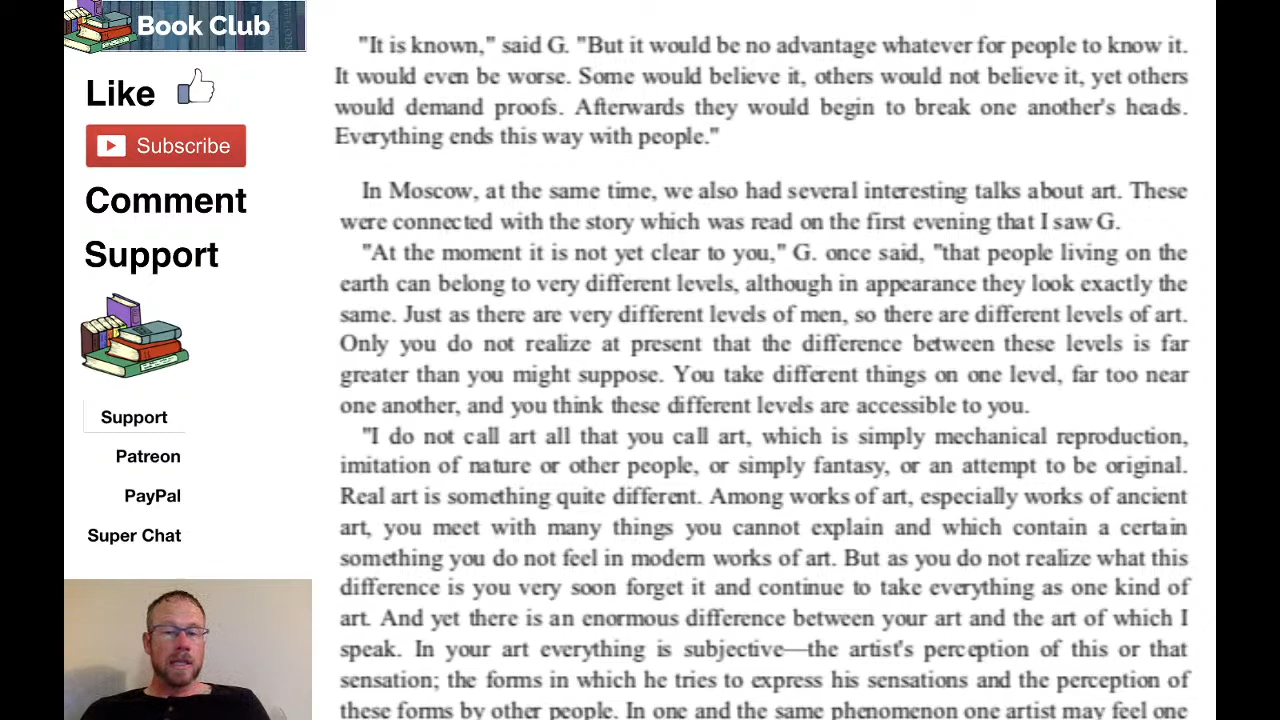 Book Club
Like
Subscribe
Comment
Support
Support
Patreon
PayPal
Super Chat
"It is known," said G. "But it would be no advantage whatever for people to know it.
It would even be worse. Some would believe it, others would not believe it, yet others
would demand proofs. Afterwards they would begin to break one another's heads.
Everything ends this way with people."
In Moscow, at the same time, we also had several interesting talks about art. These
were connected with the story which was read on the first evening that I saw G.
"At the moment it is not yet clear to you," G. once said, "that people living on the
earth can belong to very different levels, although in appearance they look exactly the
same. Just as there are very different levels of men, so there are different levels of art.
Only you do not realize at present that the difference between these levels is far
greater than you might suppose. You take different things on one level, far too near
one another, and you think these different levels are accessible to you.
"I do not call art all that you call art, which is simply mechanical reproduction,
imitation of nature or other people, or simply fantasy, or an attempt to be original.
Real art is something quite different. Among works of art, especially works of ancient
art, you meet with many things you cannot explain and which contain a certain
something you do not feel in modern works of art. But as you do not realize what this
difference is you very soon forget it and continue to take everything as one kind of
art. And yet there is an enormous difference between your art and the art of which I
speak. In your art everything is subjective—the artist's perception of this or that
sensation; the forms in which he tries to express his sensations and the perception of
these forms by other people. In one and the same phenomenon one artist may feel one